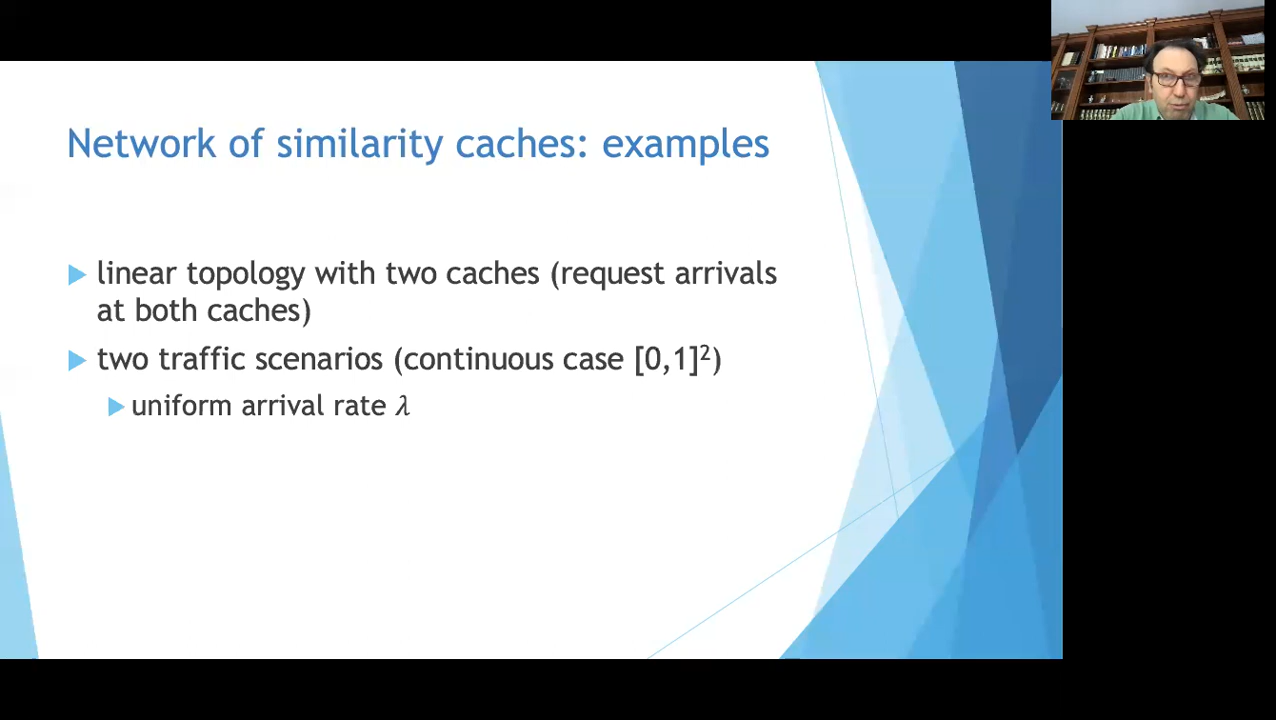 Network of similarity caches: examples
linear topology with two caches (request arrivals
at both caches)
two traffic scenarios (continuous case [0,1]²)
uniform arrival rate λ